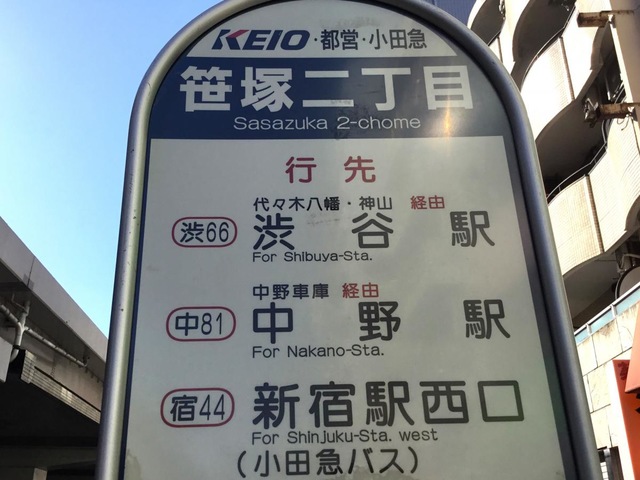 KEIO・都営・小田急
笹塚二丁目
Sasazuka 2-chome
行先
代々木八幡・神山 経由
渋66 渋谷駅
For Shibuya-Sta.
中野車庫 経由
中81 中野駅
For Nakano-Sta.
宿44 新宿駅西口
For Shinjuku-Sta. west
(小田急バス)